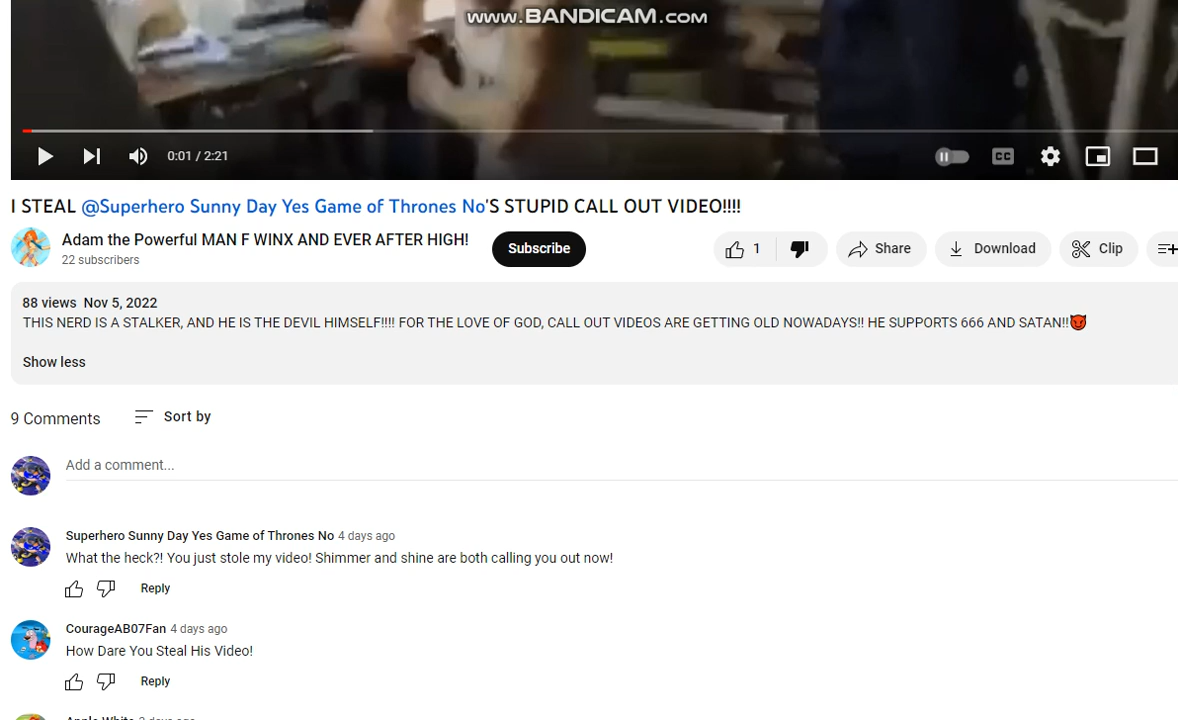 WWW.BANDICAM.COM
0:01 / 2:21
CC
I STEAL @Superhero Sunny Day Yes Game of Thrones No'S STUPID CALL OUT VIDEO!!!!
Adam the Powerful MAN F WINX AND EVER AFTER HIGH!
22 subscribers
Subscribe
1
Share
Download
Clip
88 views Nov 5, 2022
THIS NERD IS A STALKER, AND HE IS THE DEVIL HIMSELF!!!! FOR THE LOVE OF GOD, CALL OUT VIDEOS ARE GETTING OLD NOWADAYS!! HE SUPPORTS 666 AND SATAN!!👿
Show less
9 Comments
Sort by
Add a comment...
Superhero Sunny Day Yes Game of Thrones No 4 days ago
What the heck?! You just stole my video! Shimmer and shine are both calling you out now!
Reply
CourageAB07Fan 4 days ago
How Dare You Steal His Video!
Reply
Apple White 3 days ago